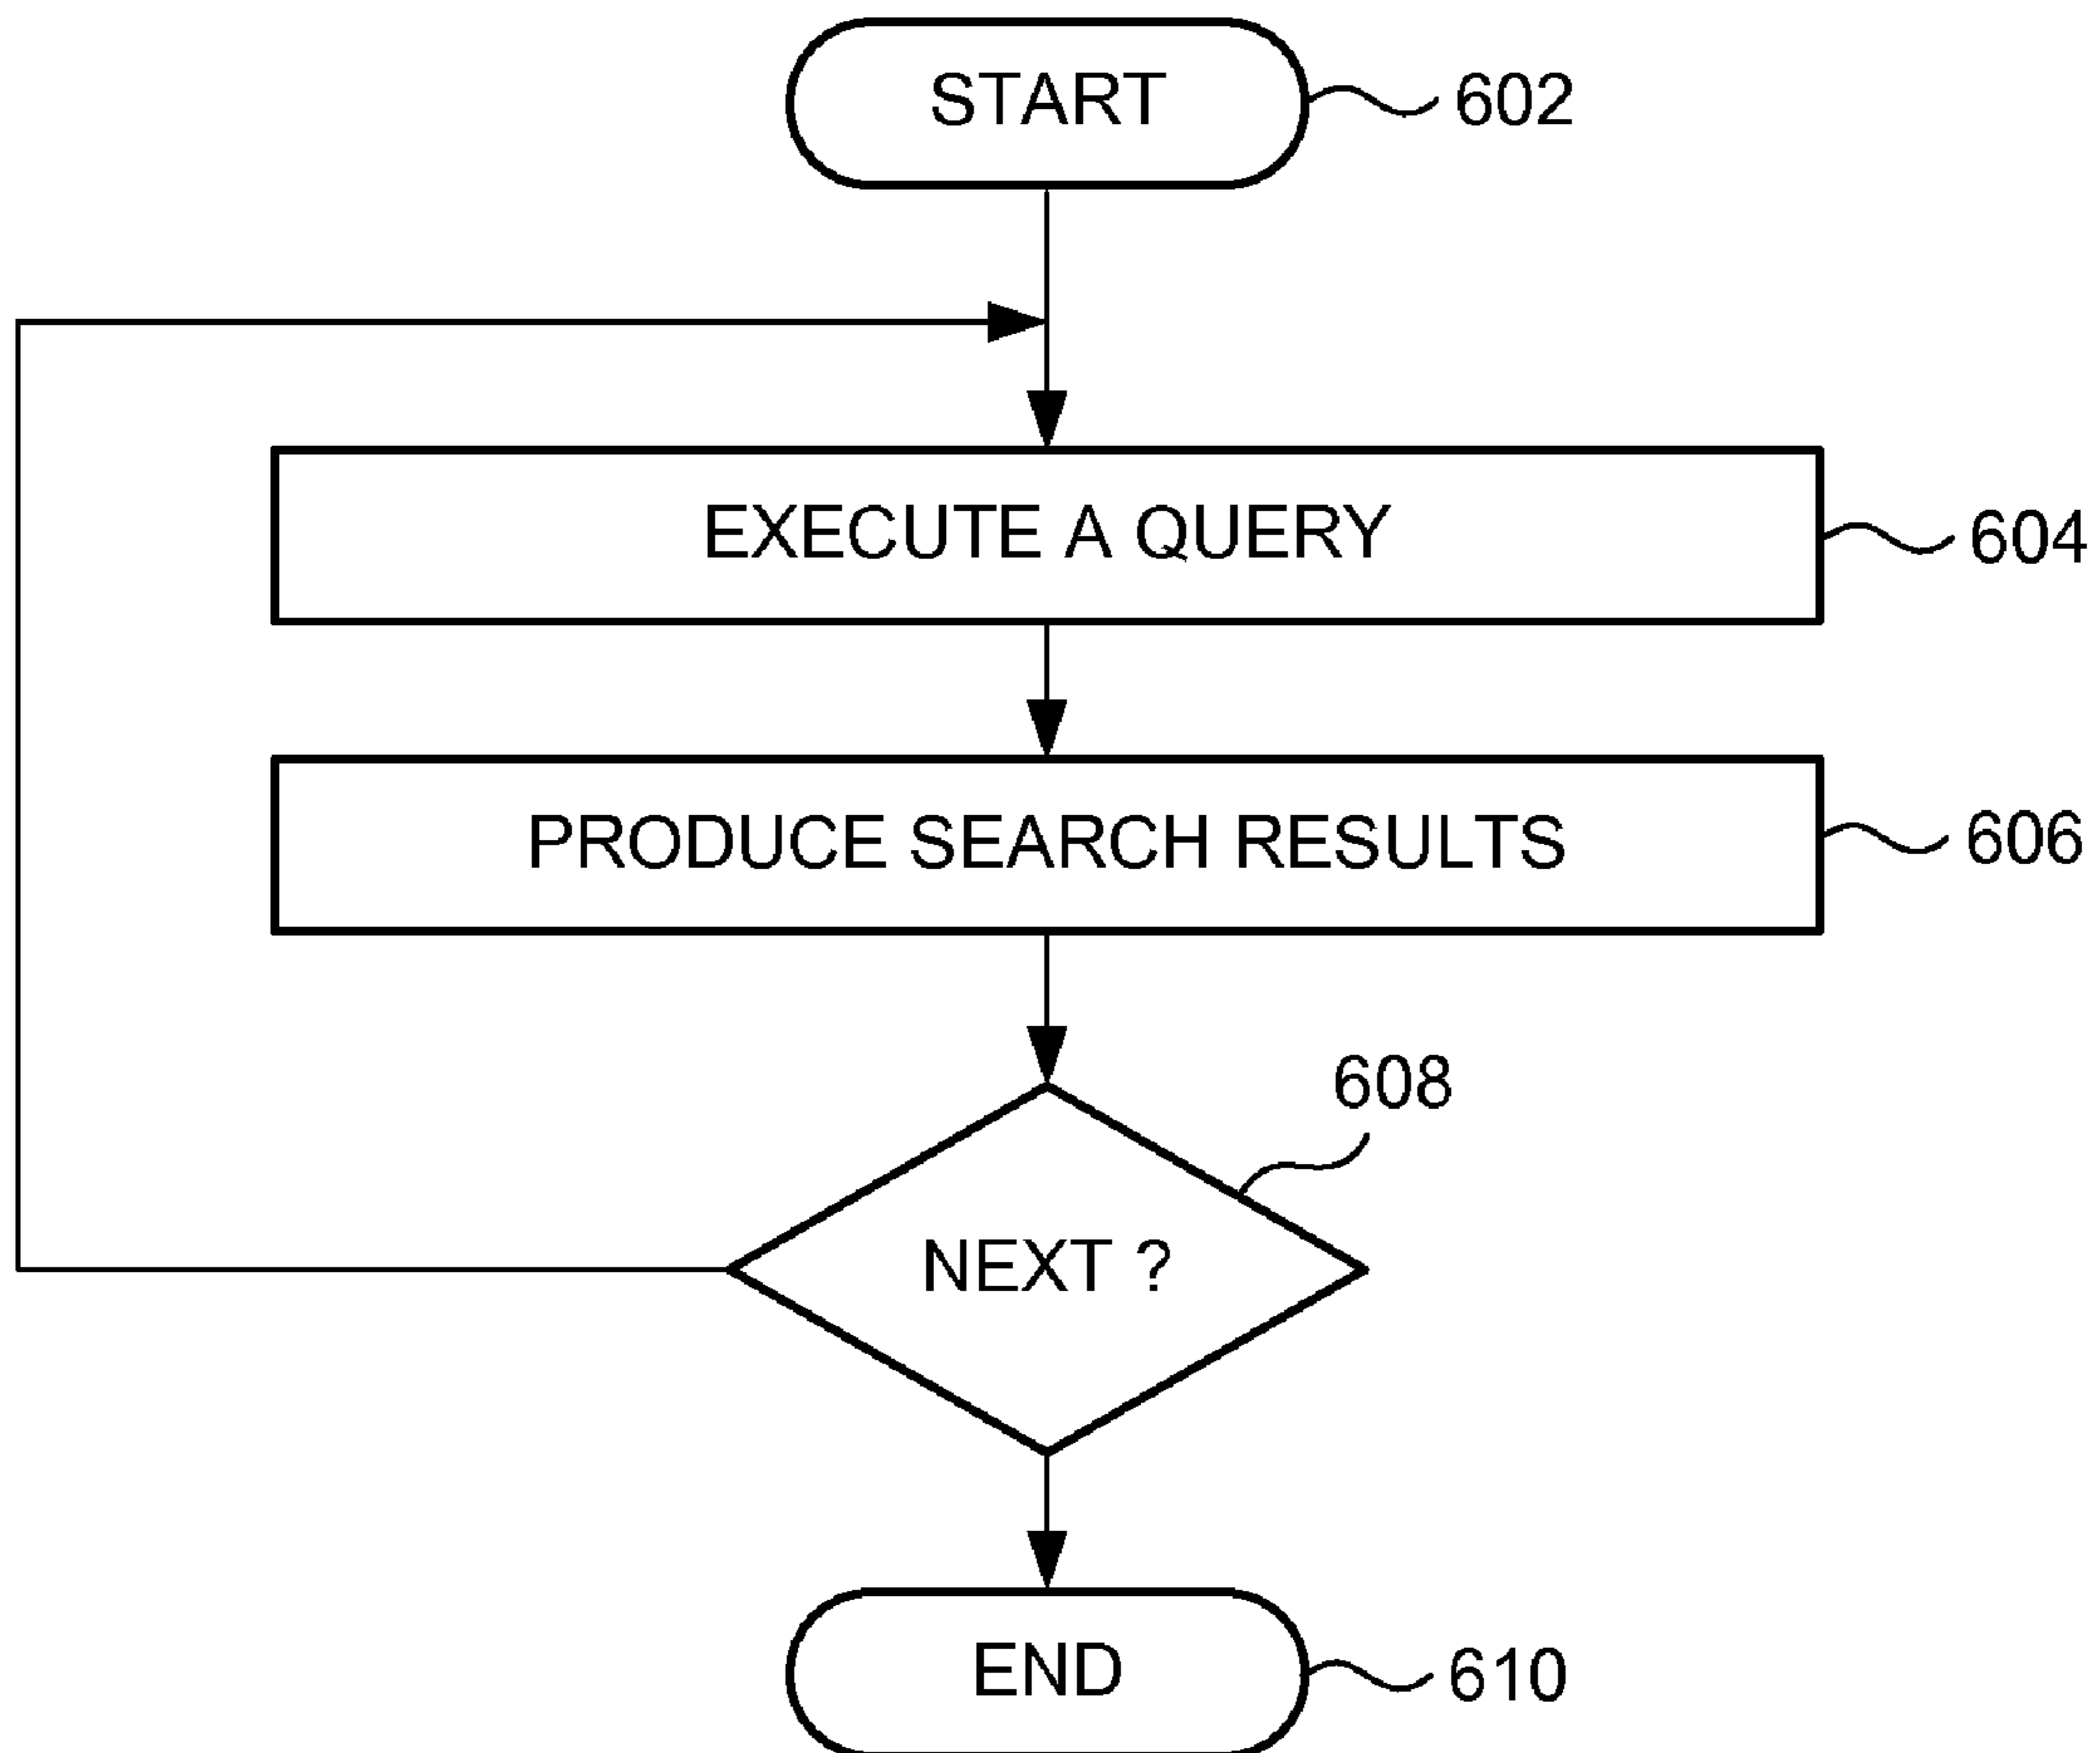 START
602
EXECUTE A QUERY
604
PRODUCE SEARCH RESULTS
606
608
NEXT ?
END
610